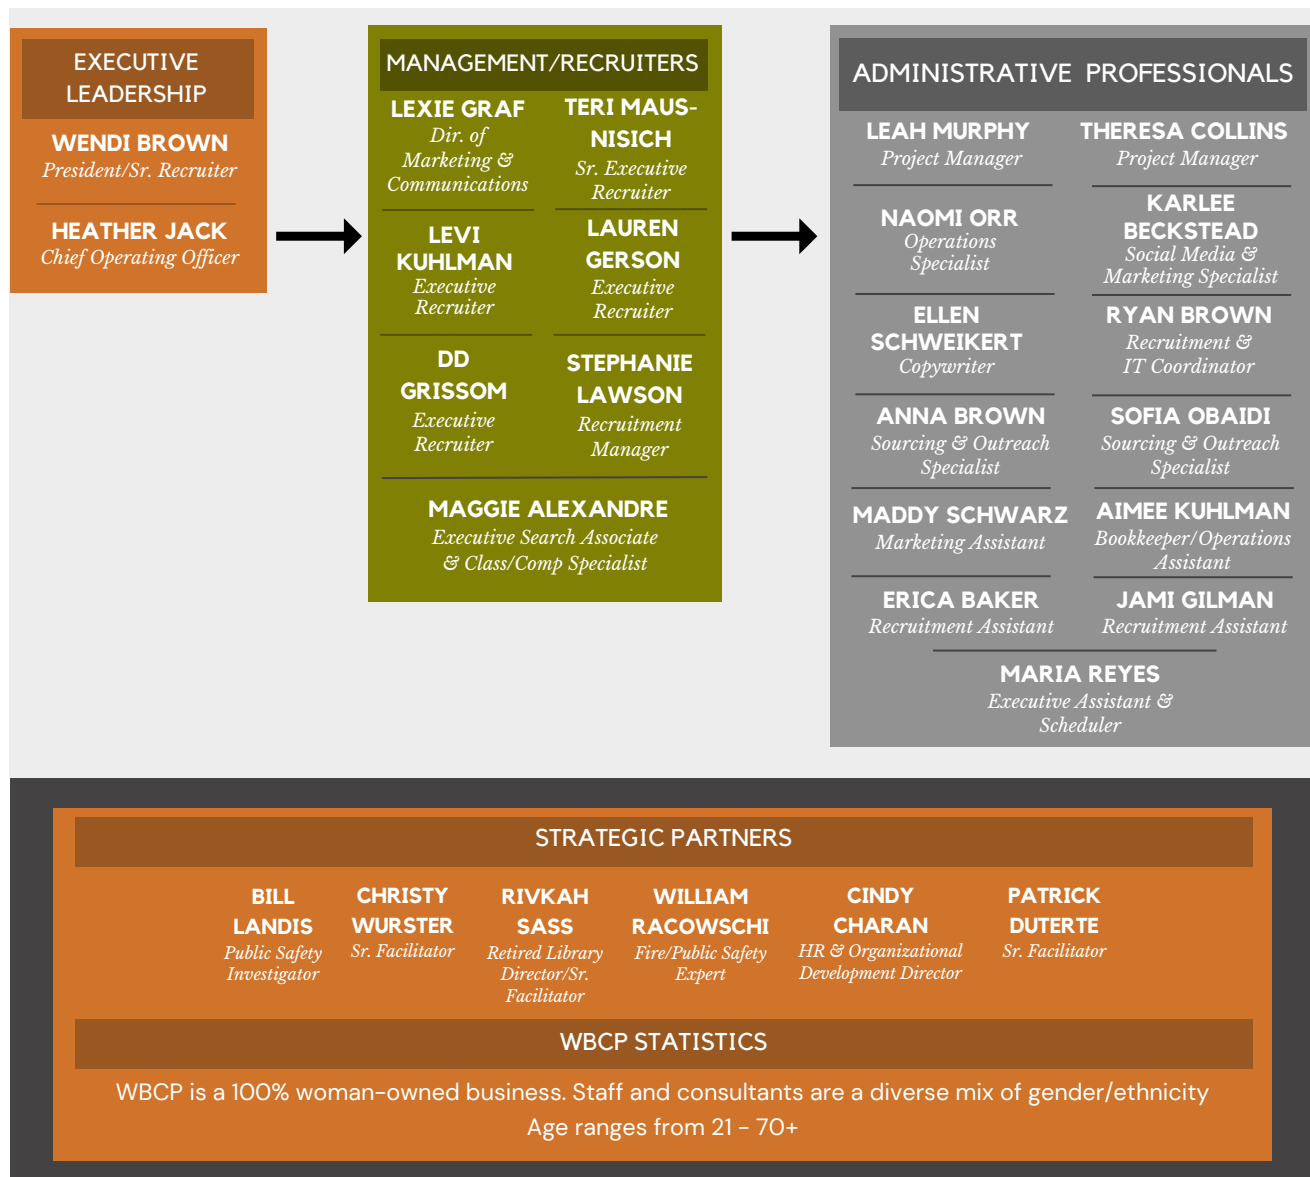 EXECUTIVE
LEADERSHIP
WENDI BROWN
President/Sr. Recruiter
HEATHER JACK
Chief Operating Officer
MANAGEMENT/RECRUITERS
LEXIE GRAF
Dir. of
Marketing &
Communications
TERI MAUS-
NISICH
Sr. Executive
Recruiter
LEVI
KUHLMAN
Executive
Recruiter
LAUREN
GERSON
Executive
Recruiter
DD
GRISSOM
Executive
Recruiter
STEPHANIE
LAWSON
Recruitment
Manager
MAGGIE ALEXANDRE
Executive Search Associate
& Class/Comp Specialist
ADMINISTRATIVE PROFESSIONALS
LEAH MURPHY
Project Manager
THERESA COLLINS
Project Manager
NAOMI ORR
Operations
Specialist
KARLEE
BECKSTEAD
Social Media &
Marketing Specialist
ELLEN
SCHWEIKERT
Copywriter
RYAN BROWN
Recruitment &
IT Coordinator
ANNA BROWN
Sourcing & Outreach
Specialist
SOFIA OBAIDI
Sourcing & Outreach
Specialist
MADDY SCHWARZ
Marketing Assistant
AIMEE KUHLMAN
Bookkeeper/Operations
Assistant
ERICA BAKER
Recruitment Assistant
JAMI GILMAN
Recruitment Assistant
MARIA REYES
Executive Assistant &
Scheduler
STRATEGIC PARTNERS
BILL
LANDIS
Public Safety
Investigator
CHRISTY
WURSTER
Sr. Facilitator
RIVKAH
SASS
Retired Library
Director/Sr.
Facilitator
WILLIAM
RACOWSCHI
Fire/Public Safety
Expert
CINDY
CHARAN
HR & Organizational
Development Director
PATRICK
DUTERTE
Sr. Facilitator
WBCP STATISTICS
WBCP is a 100% woman-owned business. Staff and consultants are a diverse mix of gender/ethnicity
Age ranges from 21 - 70+